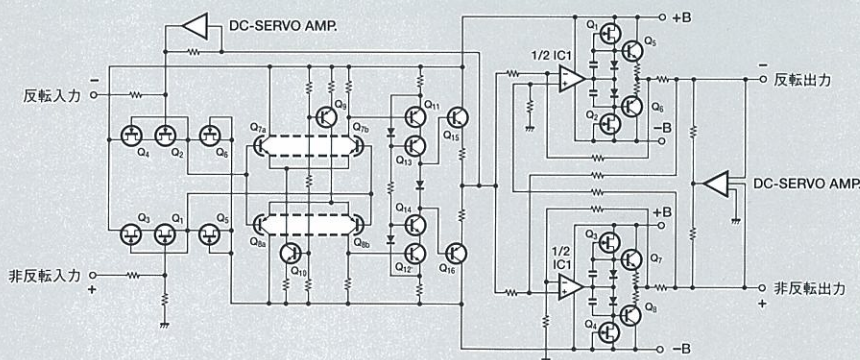 DC-SERVO AMP.
−
反転入力
Q4
Q2
Q6
Q7a
Q9
Q7b
Q11
Q15
Q13
Q3
Q1
Q5
Q8a
Q8b
Q10
Q14
Q12
Q16
非反転入力
+
Q1
+B
Q5
1/2 IC1
−
+
Q2
Q6
−B
−
反転出力
DC-SERVO AMP.
+B
Q3
1/2
IC1
−
+
Q7
Q8
Q4
−B
非反転出力
+